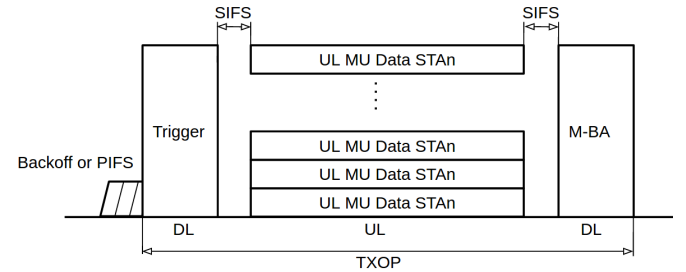 SIFS
SIFS
UL MU Data STAn
Trigger
M-BA
UL MU Data STAn
Backoff or PIFS
UL MU Data STAn
UL MU Data STAn
DL
UL
DL
TXOP